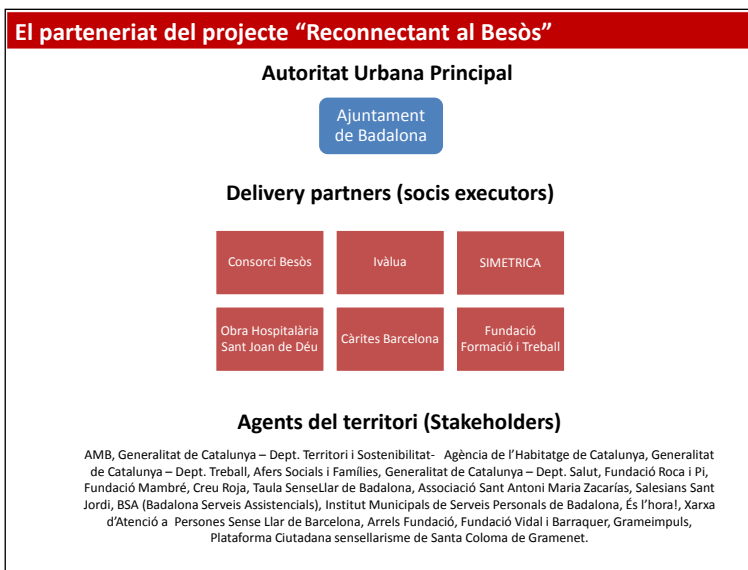 El parteneriat del projecte “Reconnectant al Besòs”
Autoritat Urbana Principal
Ajuntament
de Badalona
Delivery partners (socis executors)
Consorci Besòs
Ivàlua
SIMETRICA
Obra Hospitalària
Sant Joan de Déu
Càrites Barcelona
Fundació
Formació i Treball
Agents del territori (Stakeholders)
AMB, Generalitat de Catalunya – Dept. Territori i Sostenibilitat- Agència de l’Habitatge de Catalunya, Generalitat
de Catalunya – Dept. Treball, Afers Socials i Famílies, Generalitat de Catalunya – Dept. Salut, Fundació Roca i Pi,
Fundació Mambré, Creu Roja, Taula SenseLlar de Badalona, Associació Sant Antoni Maria Zacarías, Salesians Sant
Jordi, BSA (Badalona Serveis Assistencials), Institut Municipals de Serveis Personals de Badalona, És l’hora!, Xarxa
d’Atenció a Persones Sense Llar de Barcelona, Arrels Fundació, Fundació Vidal i Barraquer, Grameimpuls,
Plataforma Ciutadana sensellarisme de Santa Coloma de Gramenet.